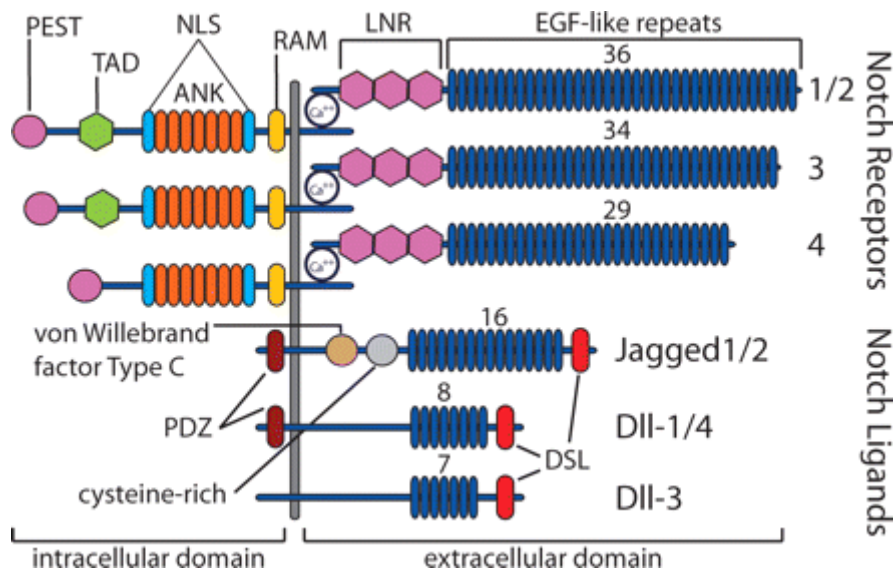 PEST
NLS
LNR
EGF-like repeats
TAD
RAM
36
ANK
1/2
Ca++
34
3
Ca++
29
4
Ca++
Notch Receptors
von Willebrand
factor Type C
16
Jagged1/2
8
PDZ
Dll-1/4
DSL
7
cysteine-rich
Dll-3
Notch Ligands
intracellular domain
extracellular domain